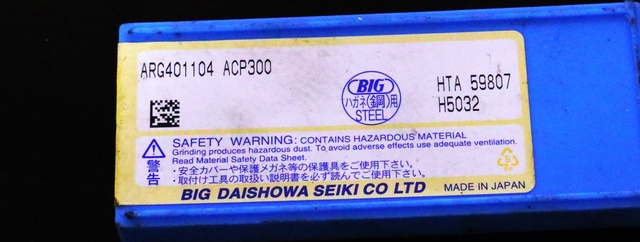 ARG401104 ACP300
BIG
ハガネ(鋼)用
STEEL
HTA 59807
H5032
SAFETY WARNING: CONTAINS HAZARDOUS MATERIAL
Grinding produces hazardous dust. To avoid adverse effects use adequate ventilation.
Read Material Safety Data Sheet.
警告
・安全カバーや保護メガネ等の保護具をご使用下さい。
・取付け工具の取扱い説明書を必ず読んでご使用下さい。
BIG DAISHOWA SEIKI CO LTD
MADE IN JAPAN